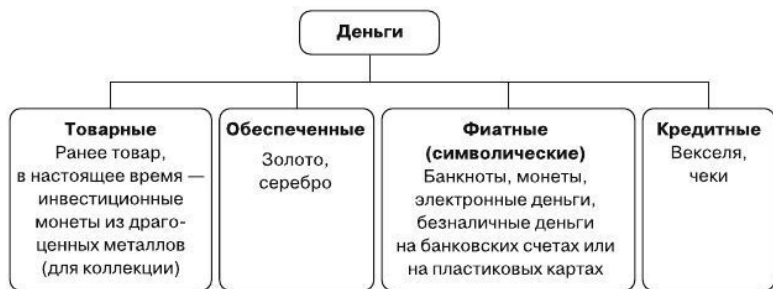 Деньги
Товарные
Ранее товар,
в настоящее время —
инвестиционные
монеты из драго-
ценных металлов
(для коллекции)
Обеспеченные
Золото,
серебро
Фиатные
(символические)
Банкноты, монеты,
электронные деньги,
безналичные деньги
на банковских счетах или
на пластиковых картах
Кредитные
Векселя,
чеки